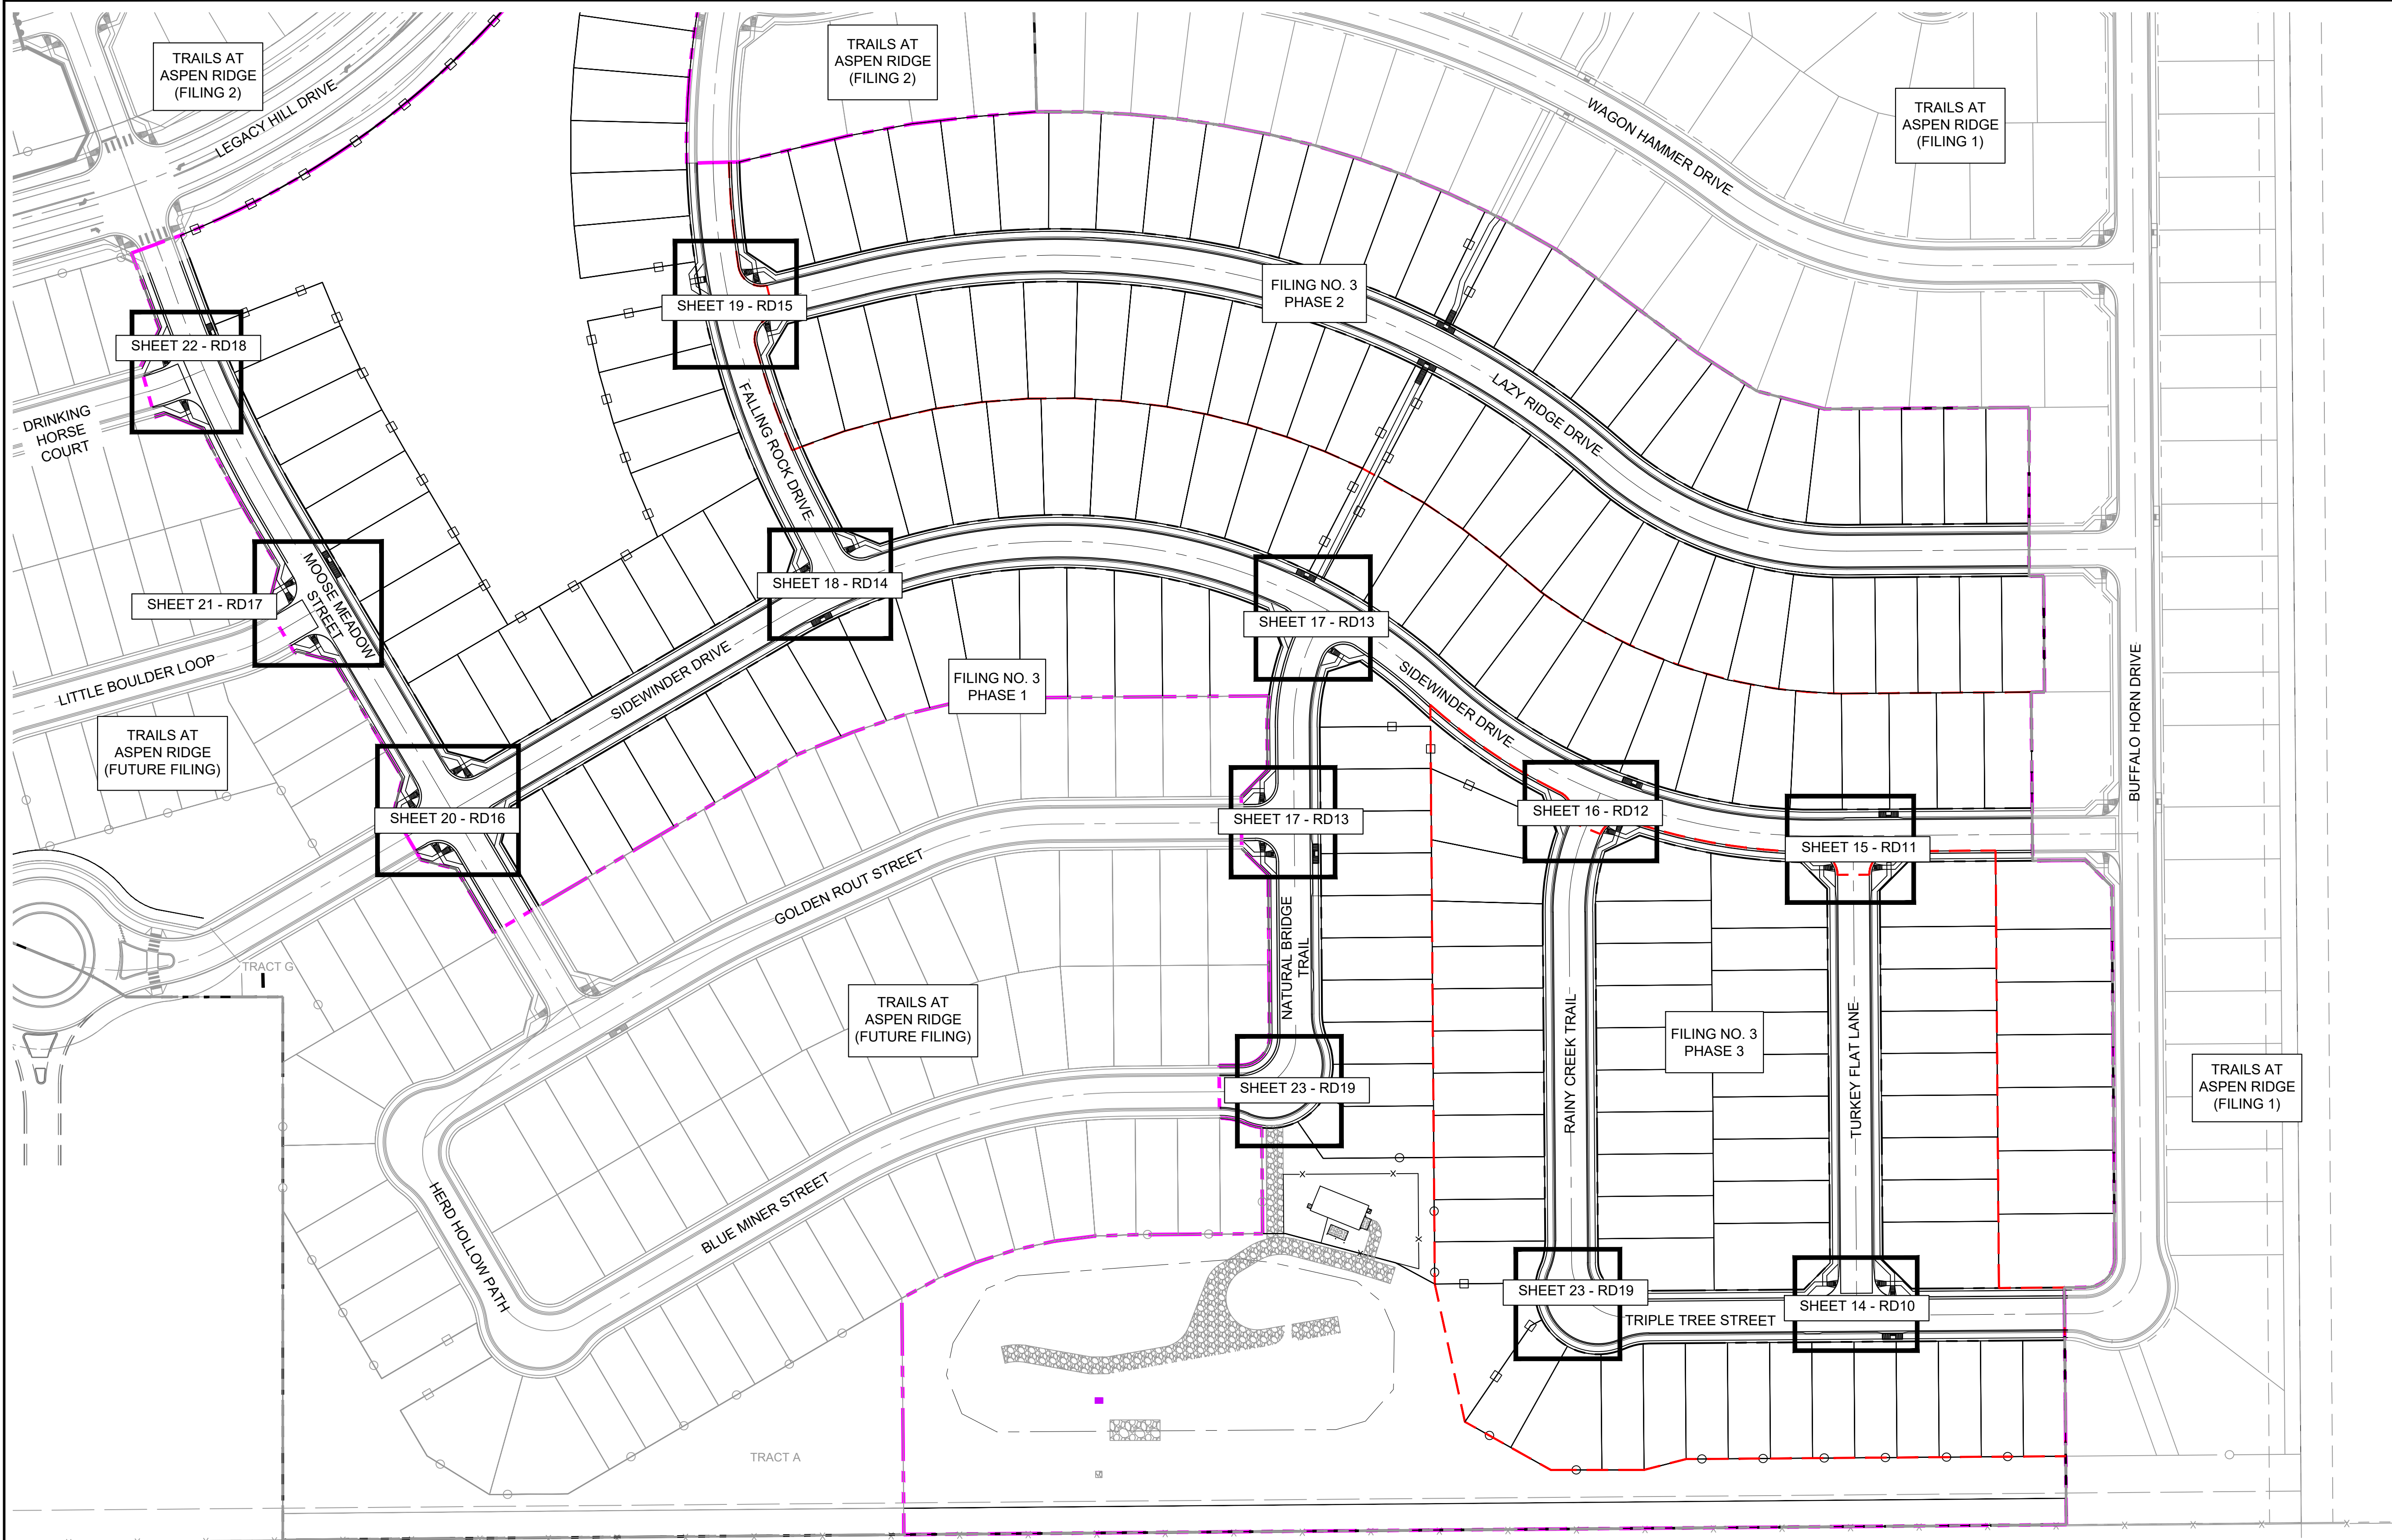 TRAILS AT
ASPEN RIDGE
(FILING 2)
LEGACY HILL DRIVE
TRAILS AT
ASPEN RIDGE
(FILING 2)
WAGON HAMMER DRIVE
TRAILS AT
ASPEN RIDGE
(FILING 1)
SHEET 19 - RD15
FILING NO. 3
PHASE 2
SHEET 22 - RD18
DRINKING
HORSE
COURT
FALLING ROCK DRIVE
LAZY RIDGE DRIVE
MOOSE MEADOW
STREET
SHEET 21 - RD17
SHEET 18 - RD14
SHEET 17 - RD13
LITTLE BOULDER LOOP
SIDEWINDER DRIVE
FILING NO. 3
PHASE 1
SIDEWINDER DRIVE
BUFFALO HORN DRIVE
TRAILS AT
ASPEN RIDGE
(FUTURE FILING)
SHEET 20 - RD16
SHEET 17 - RD13
SHEET 16 - RD12
SHEET 15 - RD11
GOLDEN ROUT STREET
NATURAL BRIDGE
TRAIL
TRACT G
TRAILS AT
ASPEN RIDGE
(FUTURE FILING)
RAINY CREEK TRAIL
FILING NO. 3
PHASE 3
TURKEY FLAT LANE
TRAILS AT
ASPEN RIDGE
(FILING 1)
SHEET 23 - RD19
HERD HOLLOW PATH
BLUE MINER STREET
SHEET 23 - RD19
TRIPLE TREE STREET
SHEET 14 - RD10
TRACT A